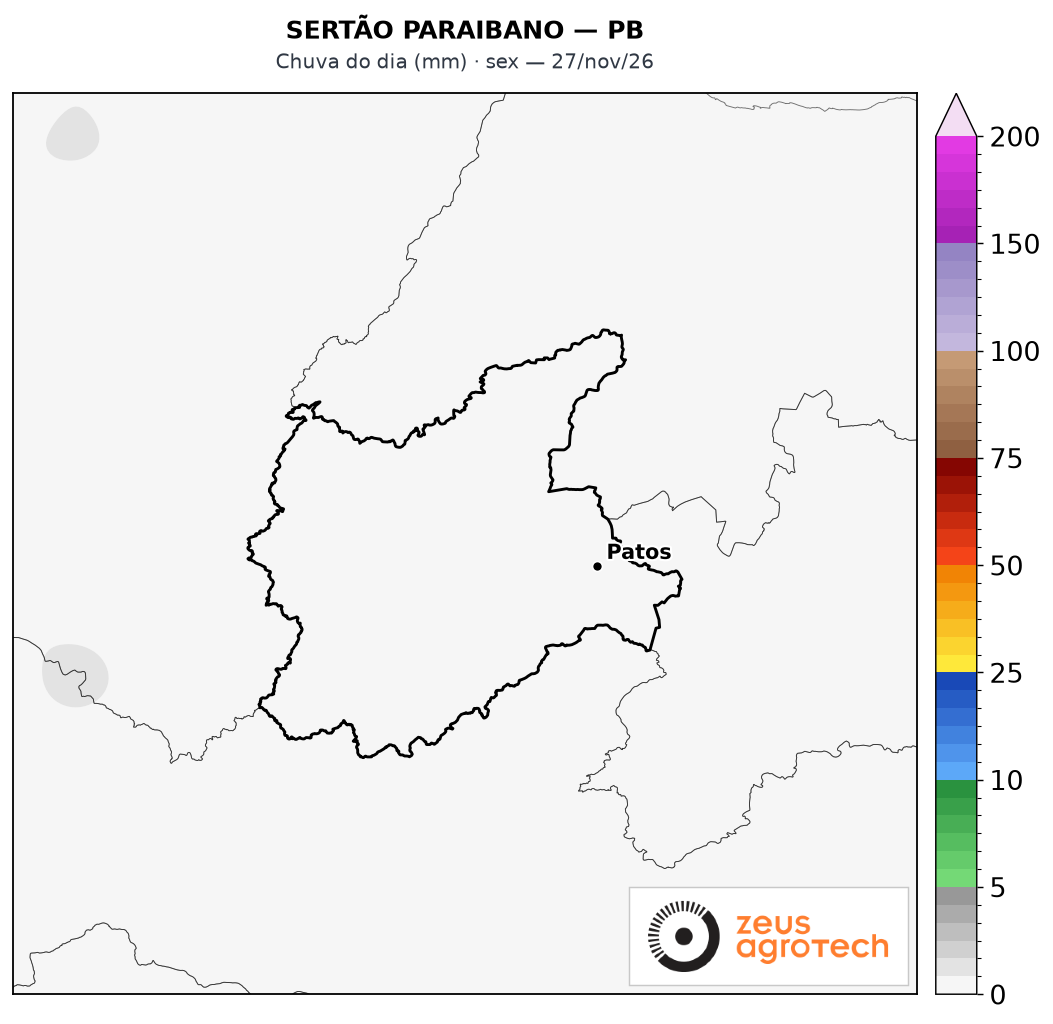 SERTÃO PARAIBANO — PB
Chuva do dia (mm) · sex — 27/nov/26
200
150
100
75
50
25
10
5
0
Patos
zeus
agrotech